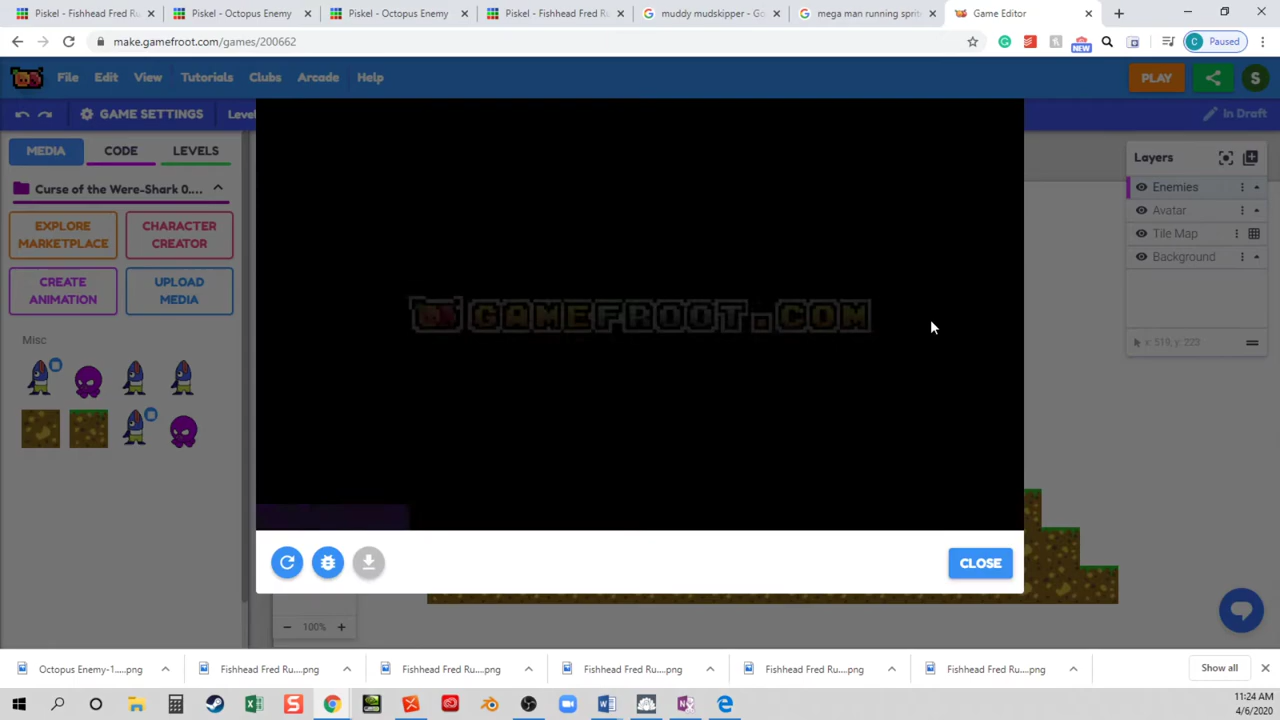 Piskel - Fishhead Fred Ru
Piskel - Octopus Enemy
Piskel - Octopus Enemy
Piskel - Fishhead Fred Ru
muddy mudskipper - Go
mega man running sprit
Game Editor
make.gamefroot.com/games/200662
NEW
C Paused
File Edit View Tutorials Clubs Arcade Help
PLAY
S
GAME SETTINGS
Level
In Draft
MEDIA CODE LEVELS
Layers
Curse of the Were-Shark 0....
Enemies
EXPLORE MARKETPLACE
CHARACTER CREATOR
Avatar
Tile Map
Background
CREATE ANIMATION
UPLOAD MEDIA
GAMEFROOT.COM
Misc
x: 519, y: 223
CLOSE
100%
Octopus Enemy-1....png
Fishhead Fred Ru....png
Fishhead Fred Ru....png
Fishhead Fred Ru....png
Fishhead Fred Ru....png
Fishhead Fred Ru....png
Show all
11:24 AM
4/6/2020